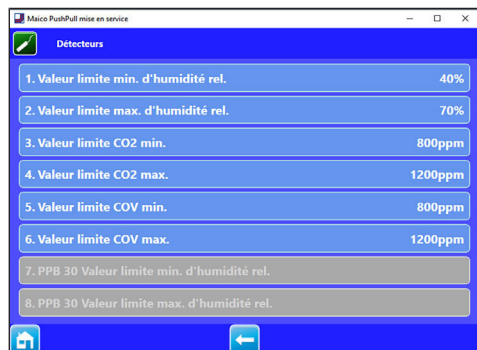 Maico PushPull mise en service
Détecteurs
1. Valeur limite min. d'humidité rel. 40%
2. Valeur limite max. d'humidité rel. 70%
3. Valeur limite CO2 min. 800ppm
4. Valeur limite CO2 max. 1200ppm
5. Valeur limite COV min. 800ppm
6. Valeur limite COV max. 1200ppm
7. PPB 30 Valeur limite min. d'humidité rel.
8. PPB 30 Valeur limite max. d'humidité rel.